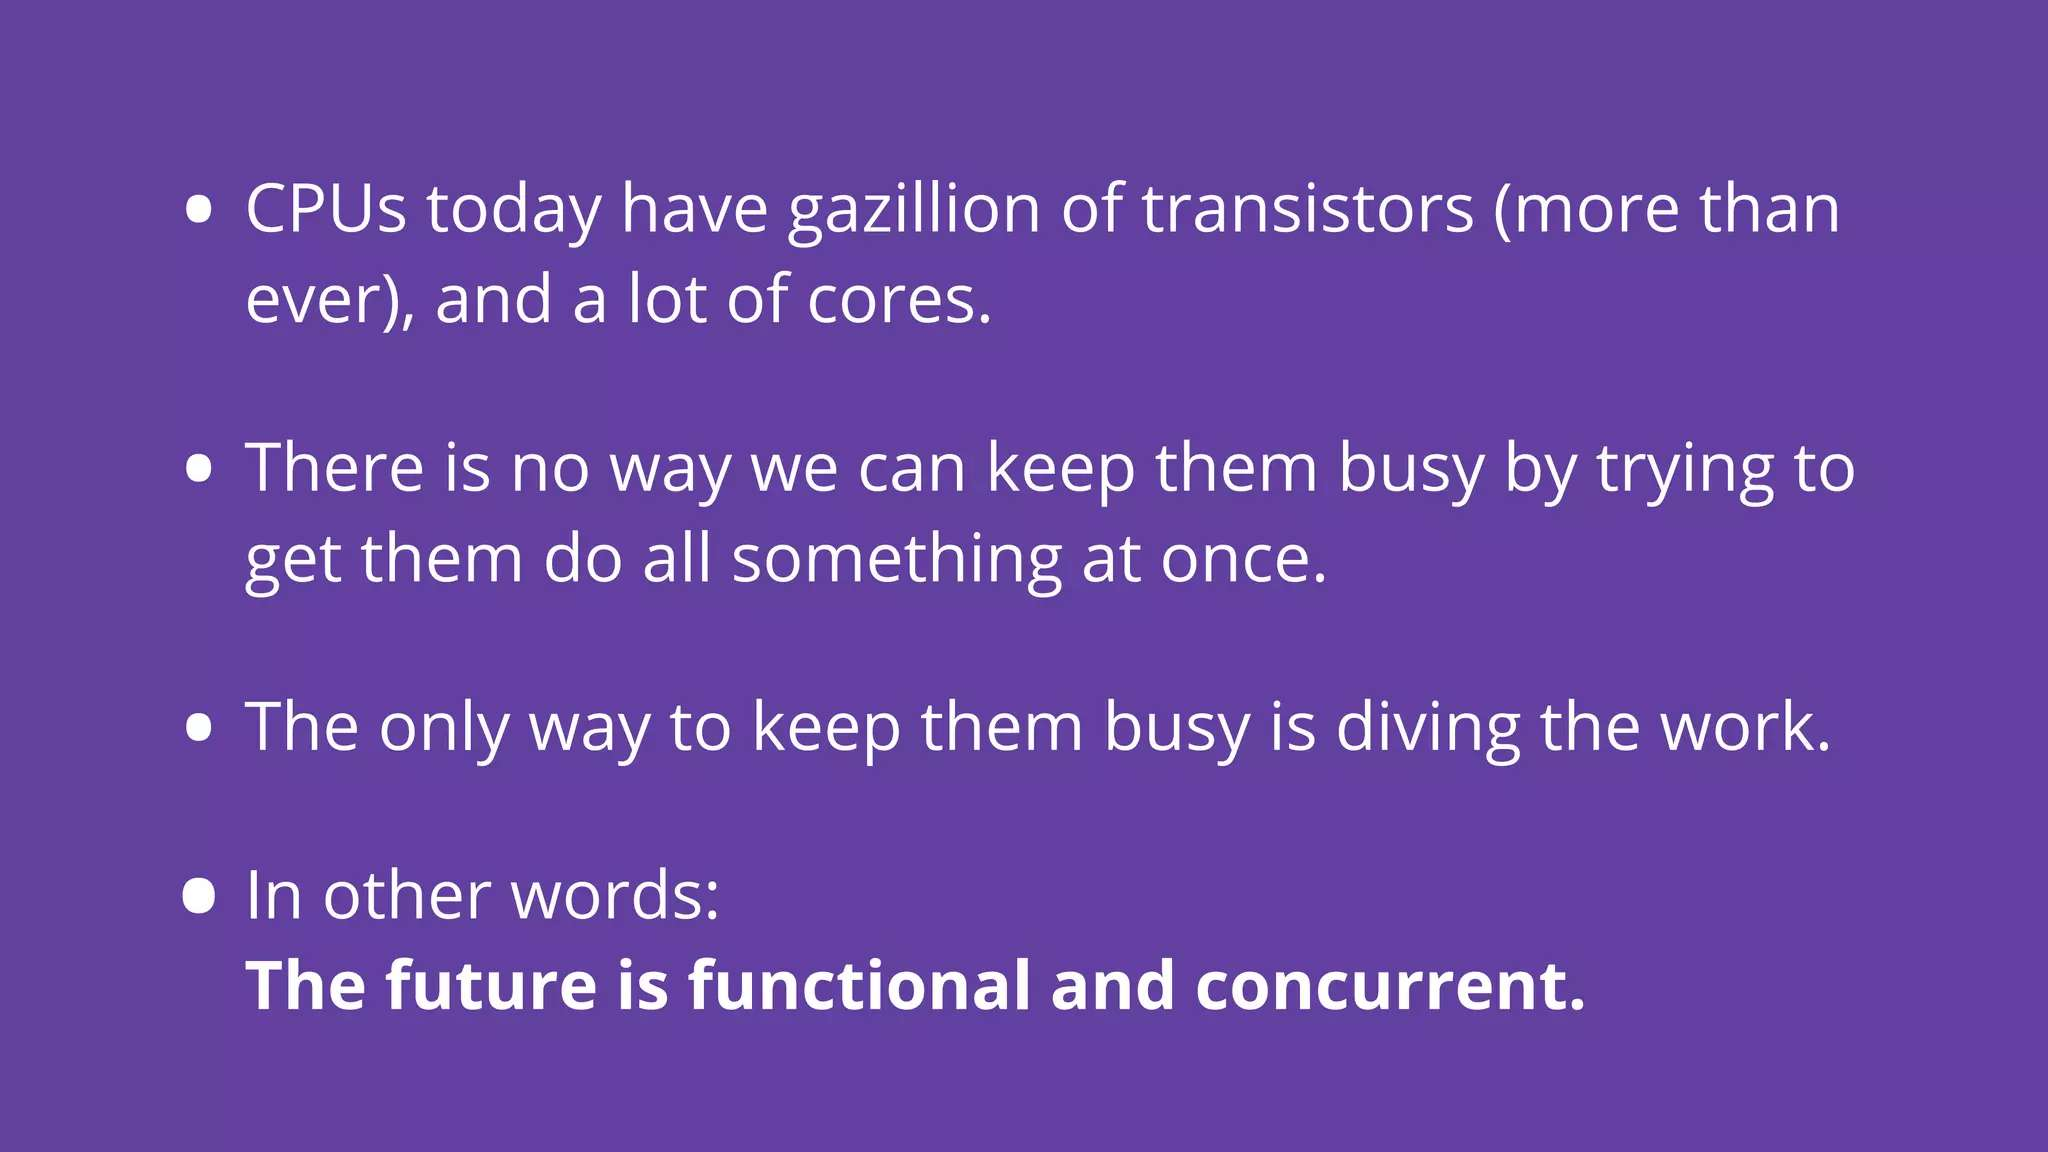 • CPUs today have gazillion of transistors (more than
ever), and a lot of cores.
• There is no way we can keep them busy by trying to
get them do all something at once.
• The only way to keep them busy is diving the work.
• In other words:
The future is functional and concurrent.